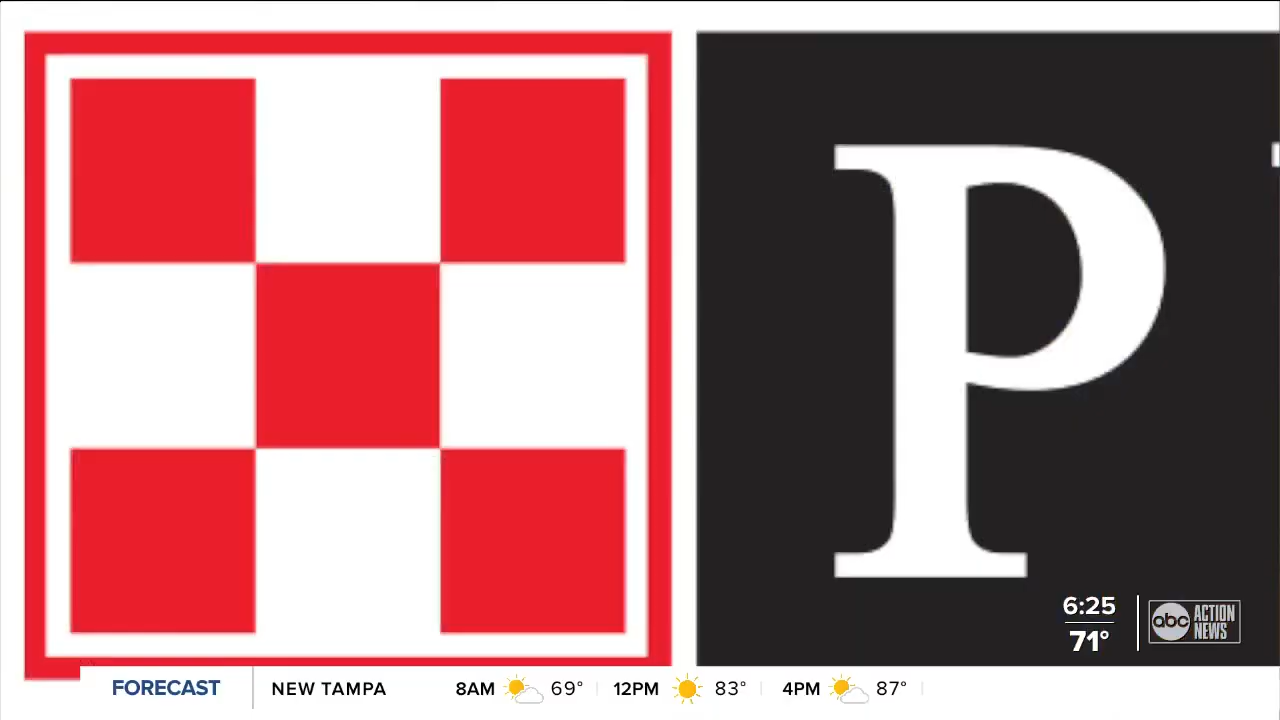 P
6:25
71°
abc ACTION NEWS
FORECAST NEW TAMPA 8AM 69° 12PM 83° 4PM 87°